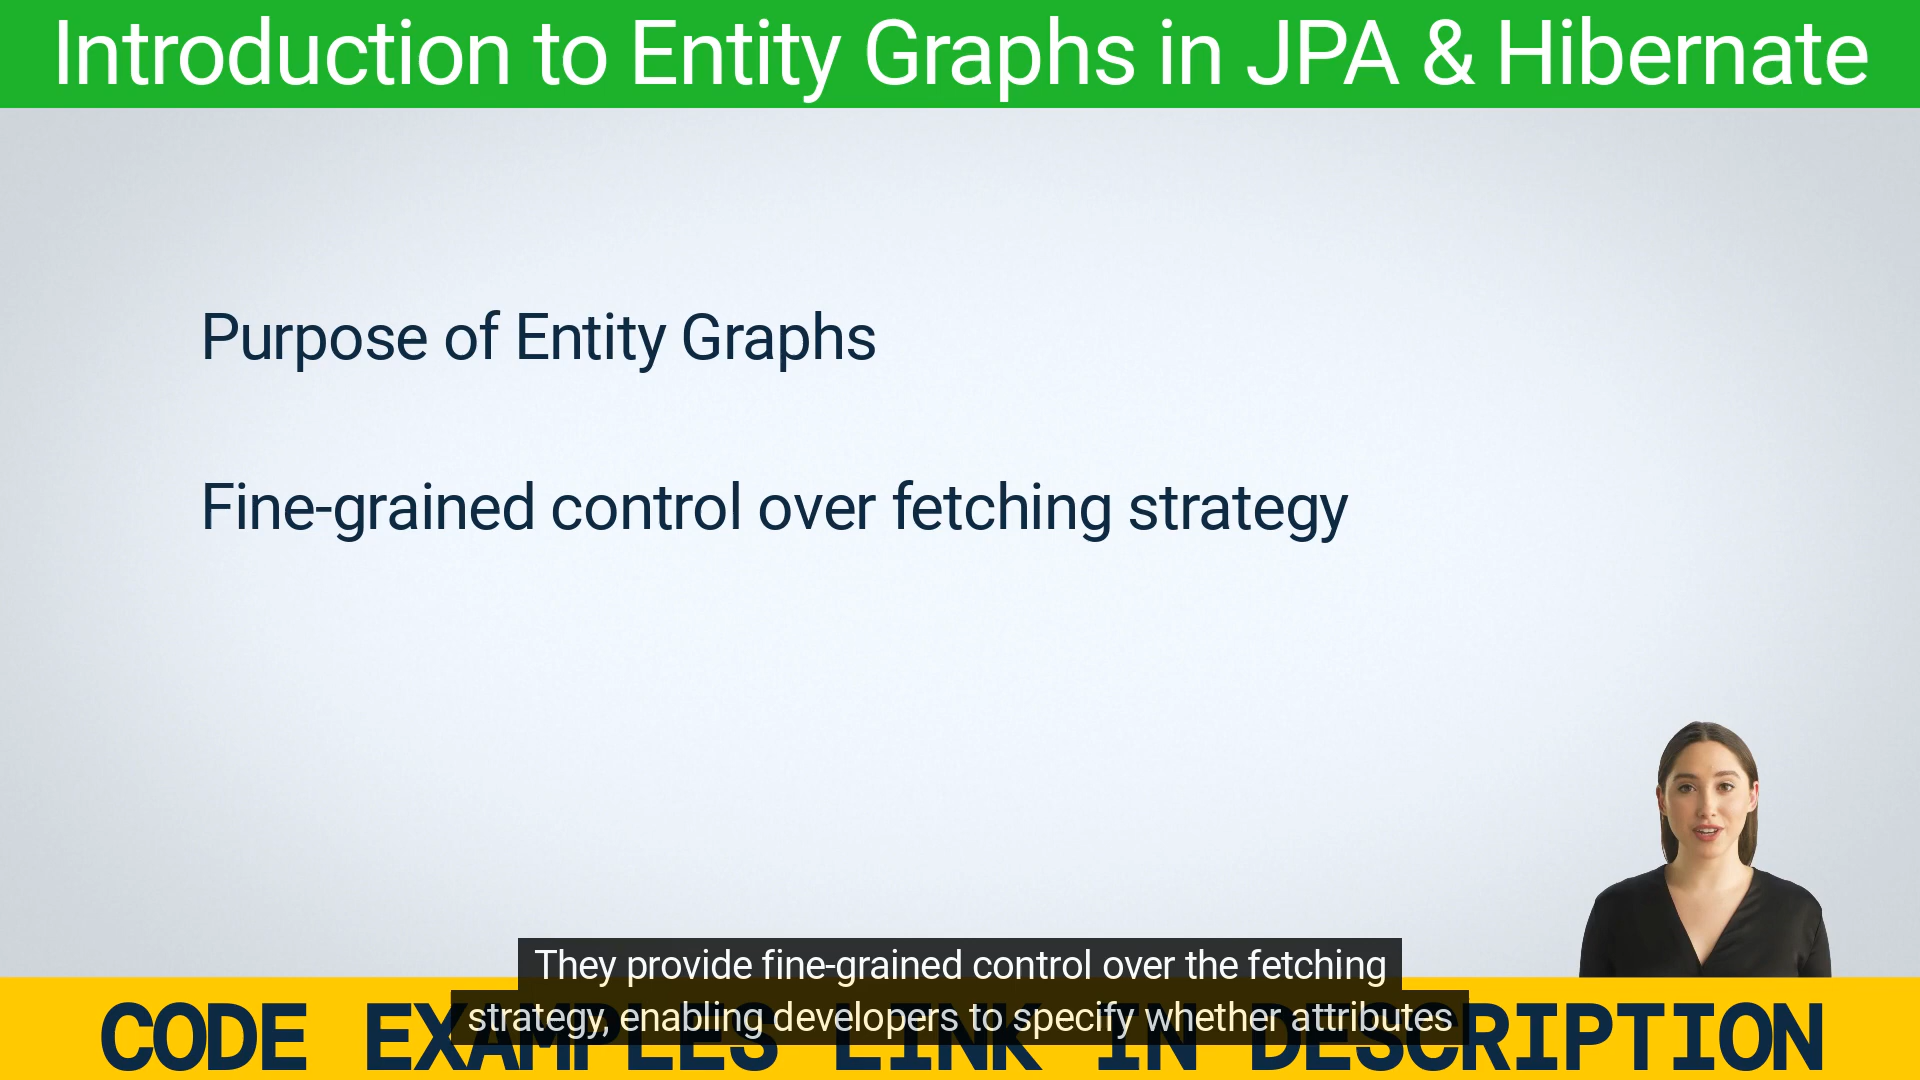 Introduction to Entity Graphs in JPA & Hibernate
Purpose of Entity Graphs
Fine-grained control over fetching strategy
They provide fine-grained control over the fetching
strategy, enabling developers to specify whether attributes
CODE EXAMPLES LINK IN DESCRIPTION